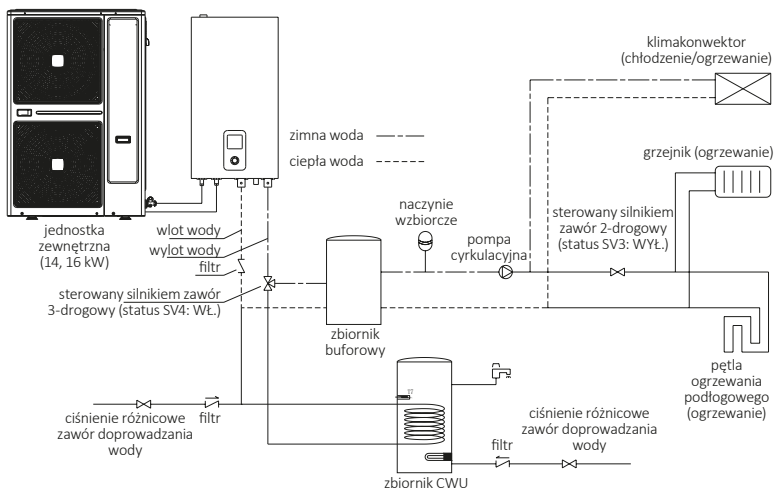 klimakonwektor
(chłodzenie/ogrzewanie)
zimna woda
ciepła woda
grzejnik (ogrzewanie)
jednostka
zewnętrzna
(14, 16 kW)
wlot wody
wylot wody
filtr
naczynie
wzbiorcze
pompa
cyrkulacyjna
sterowany silnikiem
zawór 2-drogowy
(status SV3: WYŁ.)
sterowany silnikiem zawór
3-drogowy (status SV4: WŁ.)
zbiornik
buforowy
pętla
ogrzewania
podłogowego
(ogrzewanie)
ciśnienie różnicowe
zawór doprowadzania
wody
filtr
TT
filtr
ciśnienie różnicowe
zawór doprowadzania
wody
zbiornik CWU